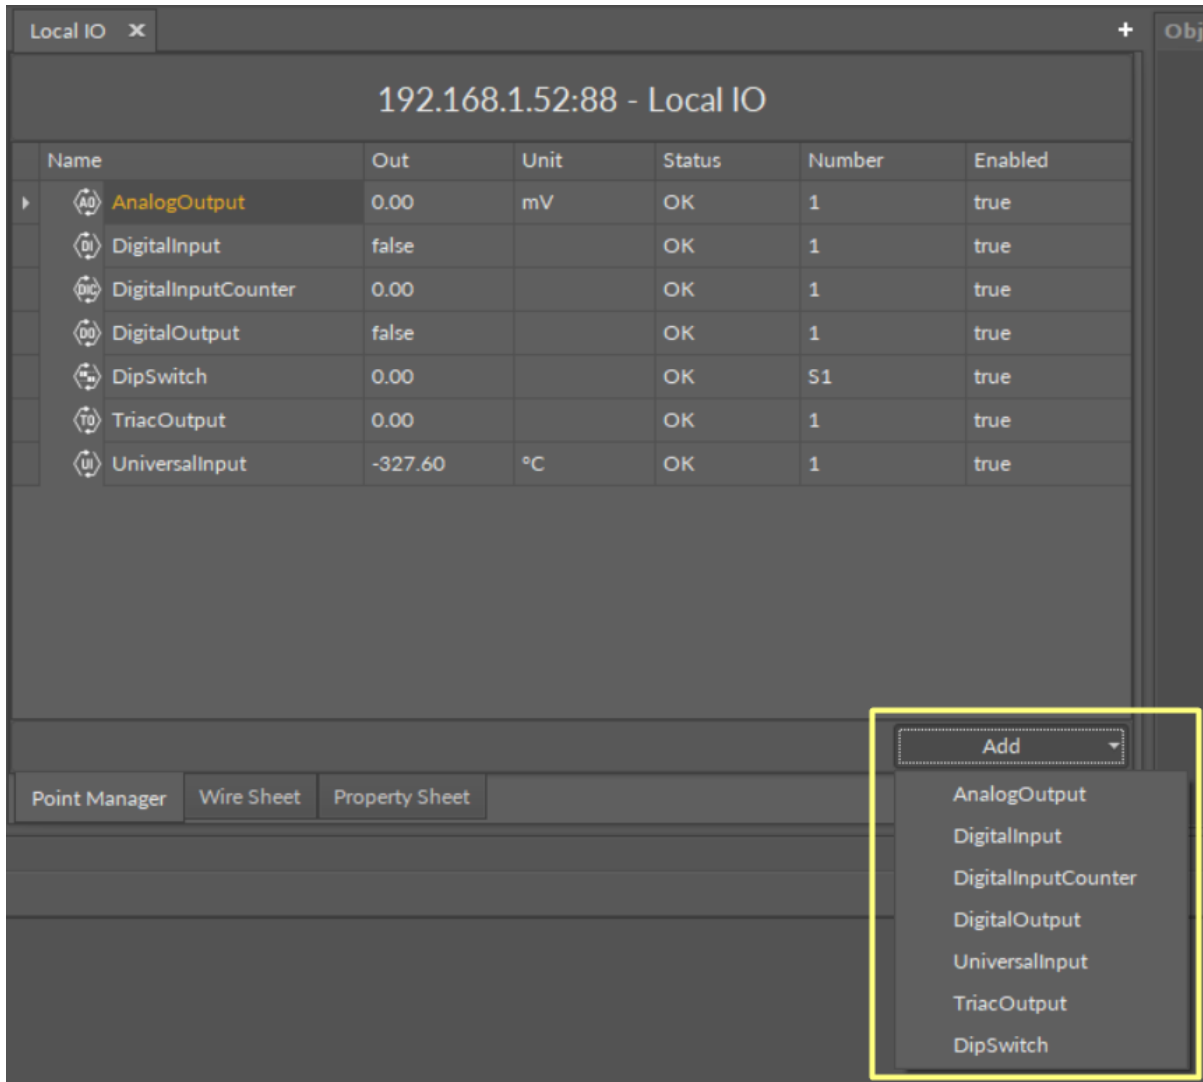 Local IO
Obj
192.168.1.52:88 - Local IO
Name Out Unit Status Number Enabled
AO AnalogOutput 0.00 mV OK 1 true
DI DigitalInput false OK 1 true
DIC DigitalInputCounter 0.00 OK 1 true
DO DigitalOutput false OK 1 true
DipSwitch 0.00 OK S1 true
TO TriacOutput 0.00 OK 1 true
UI UniversalInput -327.60 °C OK 1 true
Add
Point Manager Wire Sheet Property Sheet
AnalogOutput
DigitalInput
DigitalInputCounter
DigitalOutput
UniversalInput
TriacOutput
DipSwitch